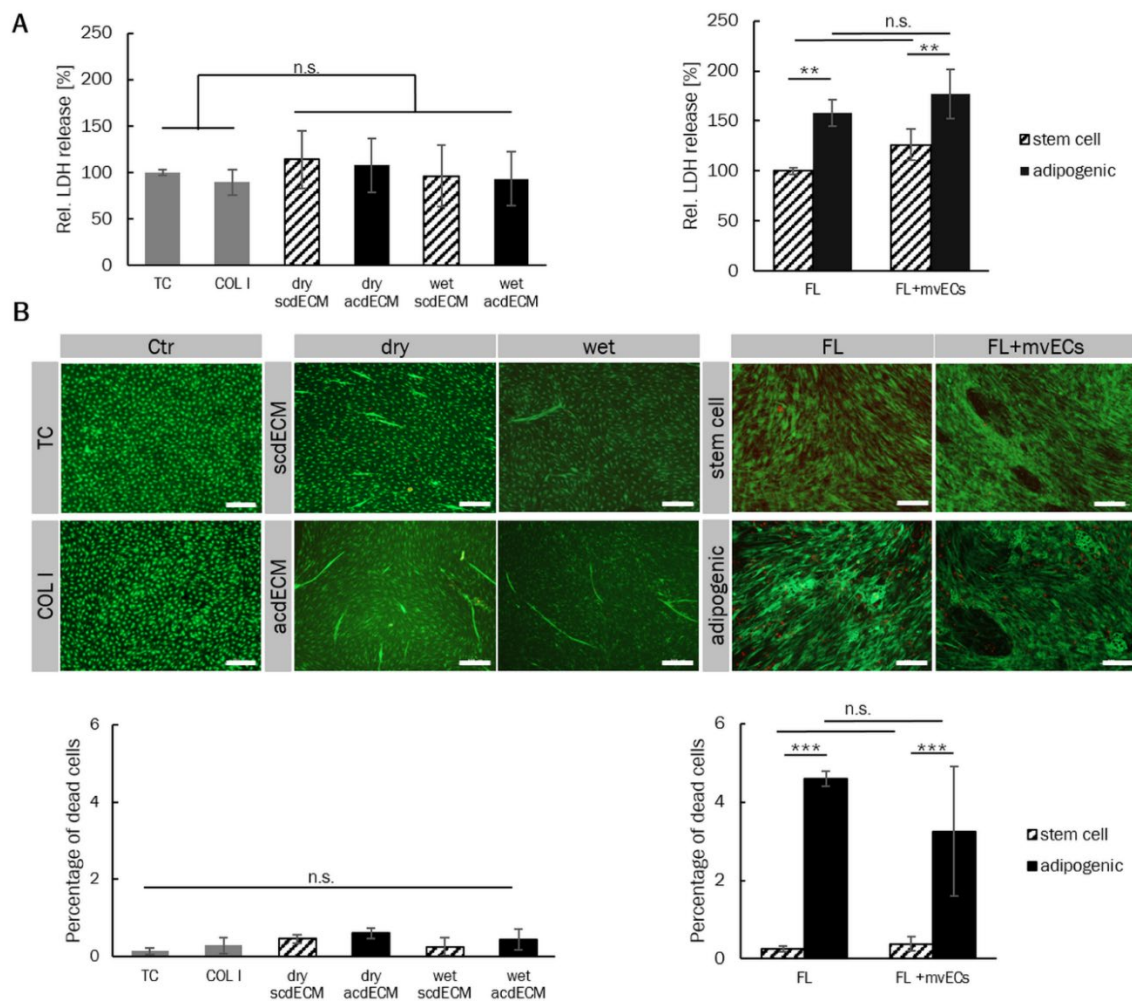 A
Rel. LDH release [%]
250
200
150
100
50
0
n.s.
TC
COL I
dry
scdECM
dry
acdECM
wet
scdECM
wet
acdECM
Rel. LDH release [%]
250
200
150
100
50
0
n.s.
**
**
FL
FL+mvECs
stem cell
adipogenic
B
Ctr
dry
wet
FL
FL+mvECs
TC
scdECM
stem cell
COL I
acdECM
adipogenic
Percentage of dead cells
6
4
2
0
n.s.
TC
COL I
dry
scdECM
dry
acdECM
wet
scdECM
wet
acdECM
Percentage of dead cells
6
4
2
0
n.s.
***
***
FL
FL +mvECs
stem cell
adipogenic